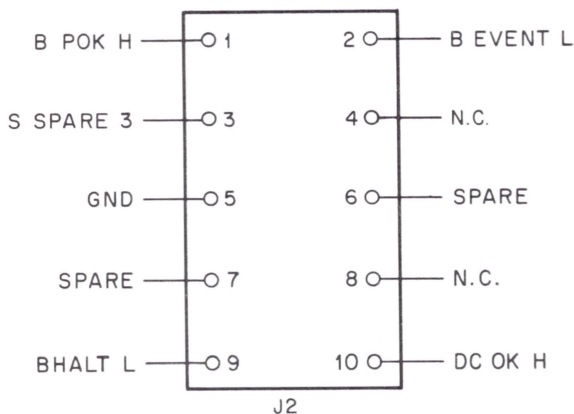 B POK H 1 2 B EVENT L
S SPARE 3 3 4 N.C.
GND 5 6 SPARE
SPARE 7 8 N.C.
BHALT L 9 10 DC OK H
J2